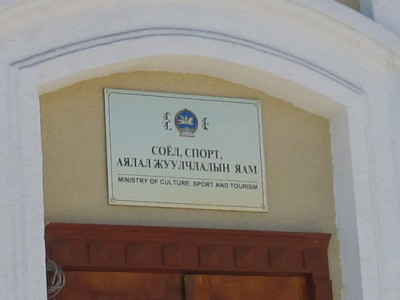 СОЁЛ, СПОРТ,
АЯЛАЛ ЖУУЛЧЛАЛЫН ЯАМ
MINISTRY OF CULTURE, SPORT AND TOURISM